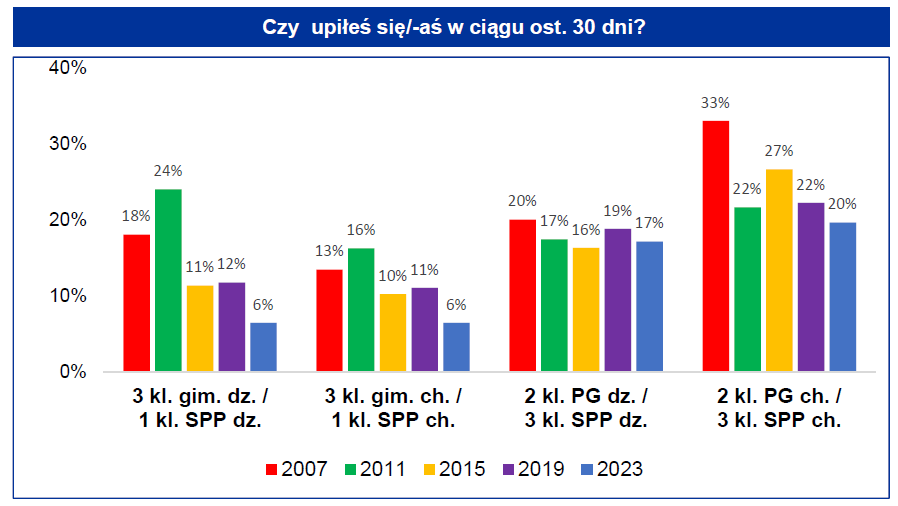 Czy upiłeś się/-aś w ciągu ost. 30 dni?
40%
30%
20%
10%
0%
18%
24%
11%
12%
6%
13%
16%
10%
11%
6%
20%
17%
16%
19%
17%
33%
22%
27%
22%
20%
3 kl. gim. dz. /
1 kl. SPP dz.
3 kl. gim. ch. /
1 kl. SPP ch.
2 kl. PG dz. /
3 kl. SPP dz.
2 kl. PG ch. /
3 kl. SPP ch.
2007 2011 2015 2019 2023